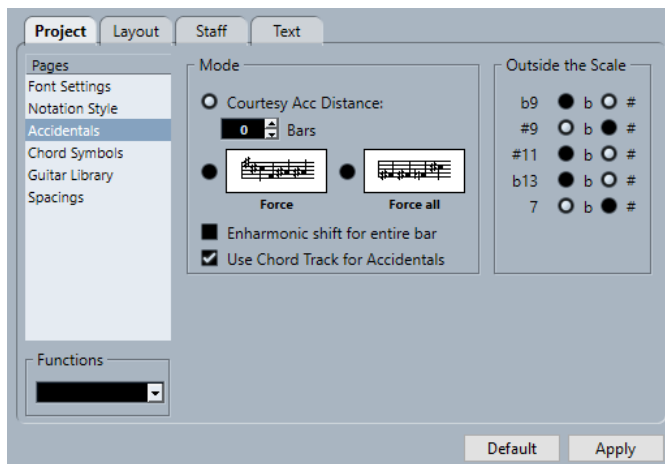 Project Layout Staff Text
Pages
Font Settings
Notation Style
Accidentals
Chord Symbols
Guitar Library
Spacings
Functions
Mode
Courtesy Acc Distance:
0 Bars
Force Force all
Enharmonic shift for entire bar
Use Chord Track for Accidentals
Outside the Scale
b9 b #
#9 b #
#11 b #
b13 b #
7 b #
Default Apply